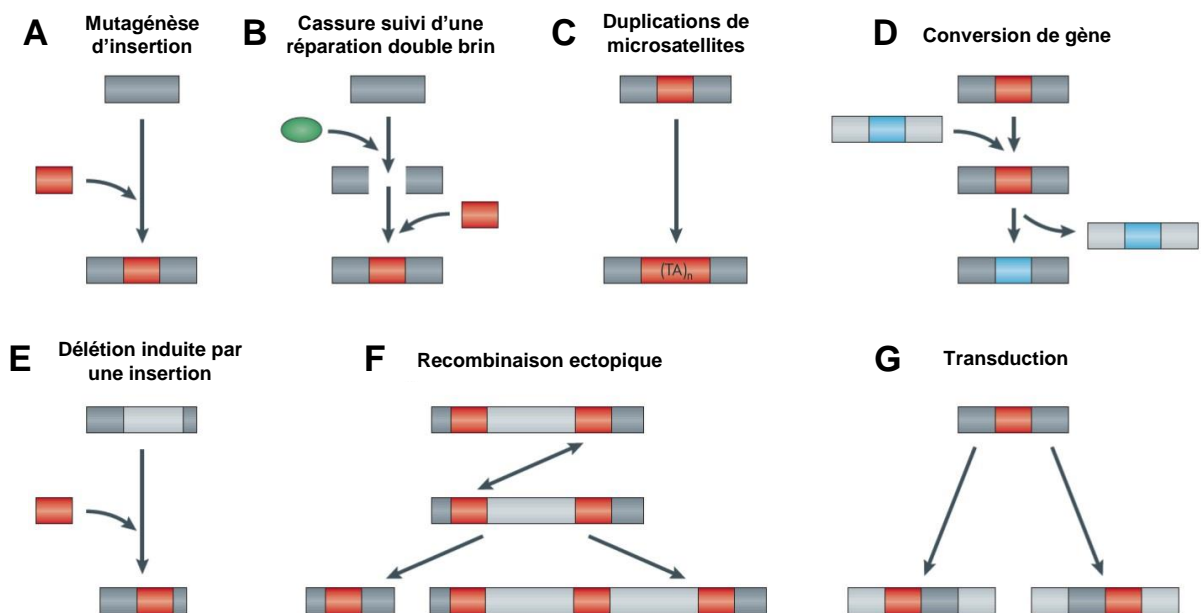 A
Mutagénèse
d’insertion
B
Cassure suivi d’une
réparation double brin
C
Duplications de
microsatellites
D
Conversion de gène
(TA)n
E
Délétion induite par
une insertion
F
Recombinaison ectopique
G
Transduction